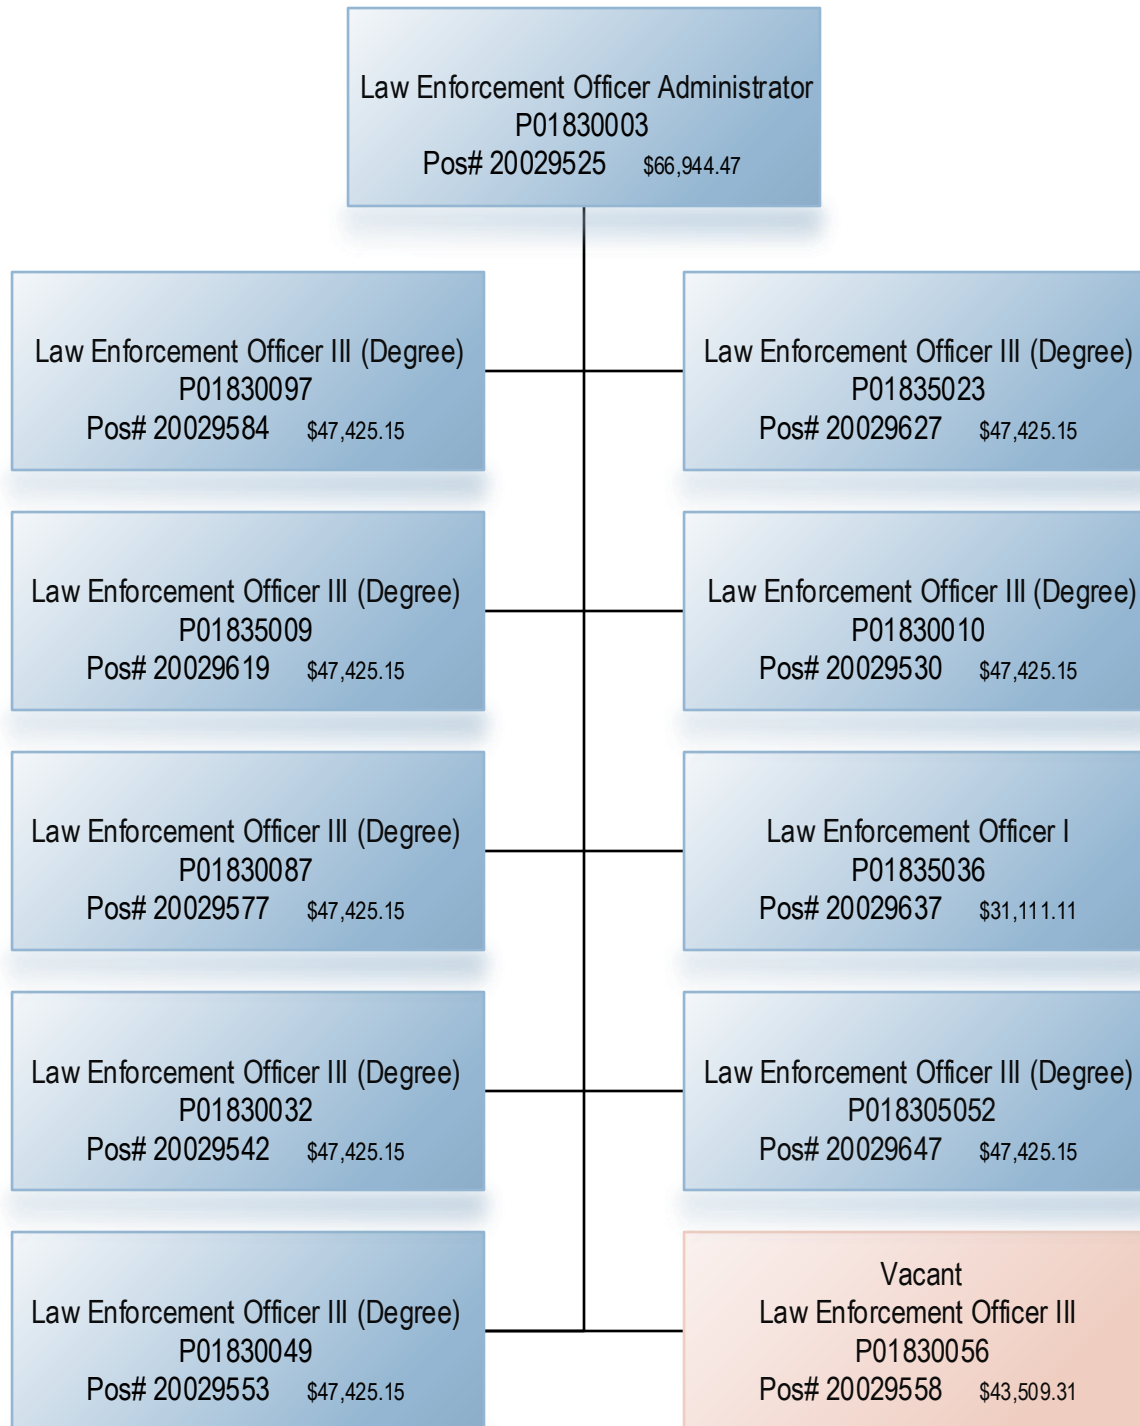 Law Enforcement Officer Administrator
P01830003
Pos# 20029525 $66,944.47
Law Enforcement Officer III (Degree)
P01830097
Pos# 20029584 $47,425.15
Law Enforcement Officer III (Degree)
P01835023
Pos# 20029627 $47,425.15
Law Enforcement Officer III (Degree)
P01835009
Pos# 20029619 $47,425.15
Law Enforcement Officer III (Degree)
P01830010
Pos# 20029530 $47,425.15
Law Enforcement Officer III (Degree)
P01830087
Pos# 20029577 $47,425.15
Law Enforcement Officer I
P01835036
Pos# 20029637 $31,111.11
Law Enforcement Officer III (Degree)
P01830032
Pos# 20029542 $47,425.15
Law Enforcement Officer III (Degree)
P018305052
Pos# 20029647 $47,425.15
Law Enforcement Officer III (Degree)
P01830049
Pos# 20029553 $47,425.15
Vacant
Law Enforcement Officer III
P01830056
Pos# 20029558 $43,509.31